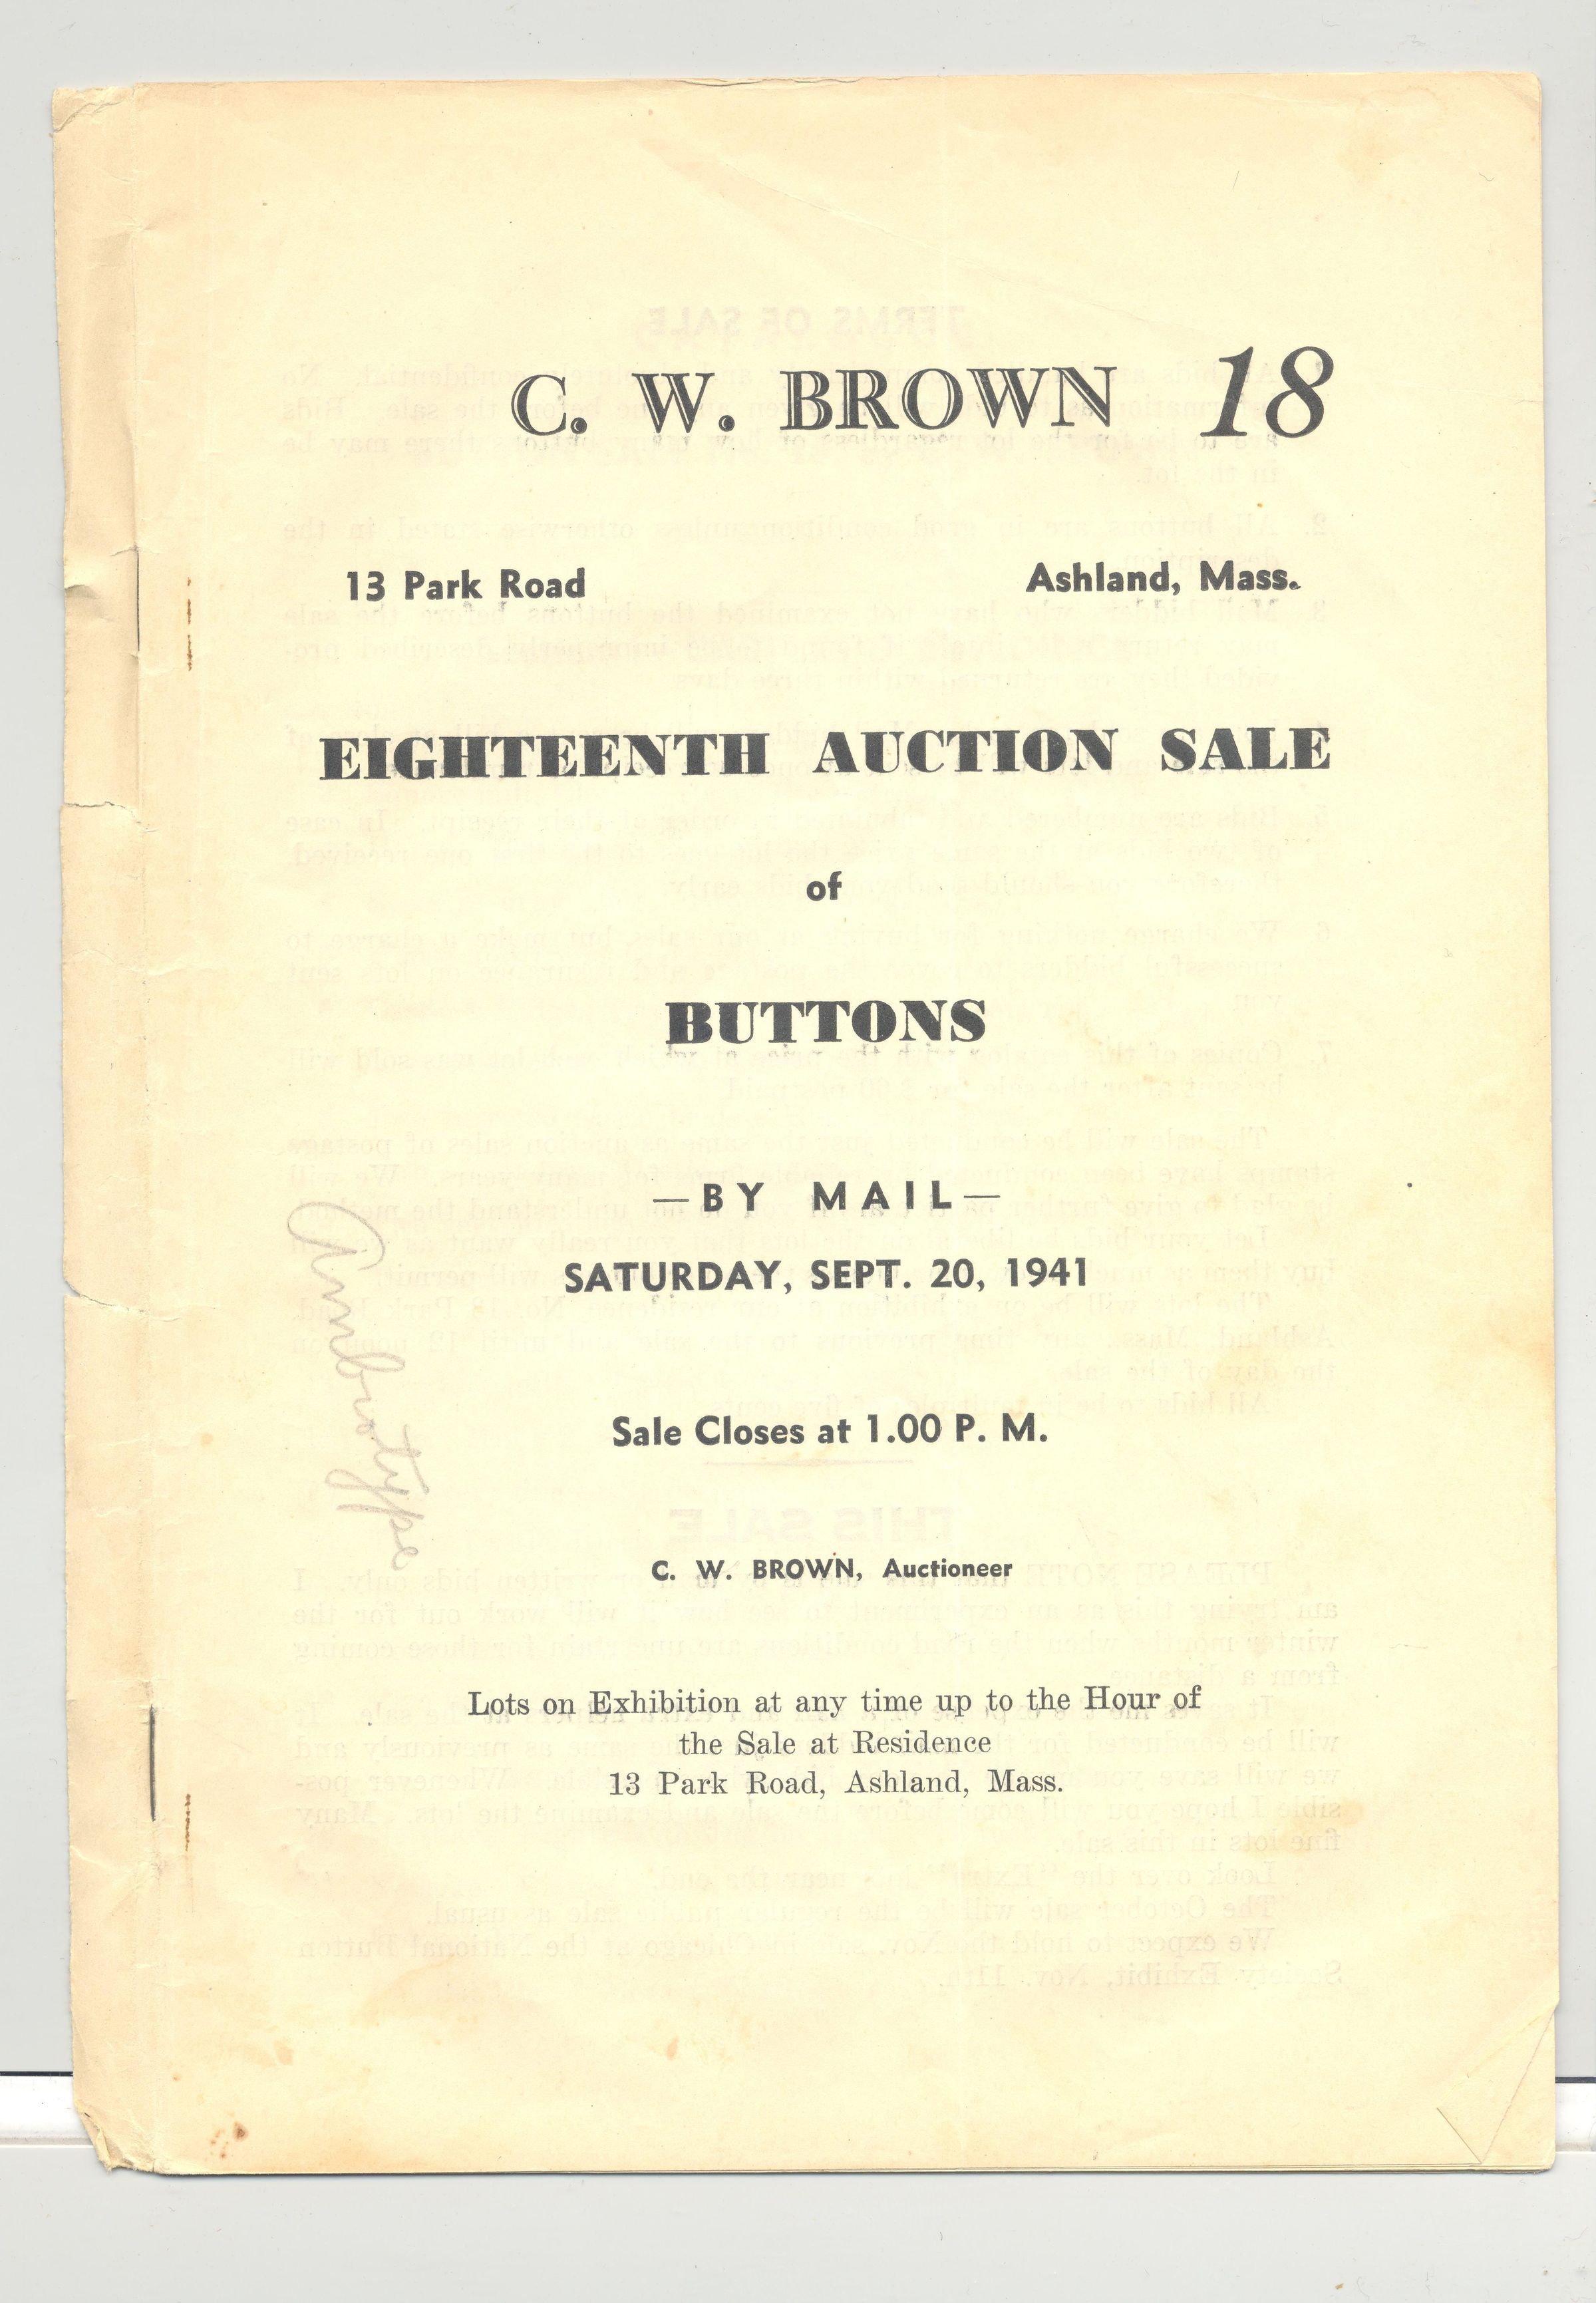 C. W. BROWN 18
13 Park Road Ashland, Mass.
EIGHTEENTH AUCTION SALE
of
BUTTONS
—BY MAIL—
SATURDAY, SEPT. 20, 1941
Sale Closes at 1.00 P. M.
C. W. BROWN, Auctioneer
Lots on Exhibition at any time up to the Hour of
the Sale at Residence
13 Park Road, Ashland, Mass.
Ambrotype